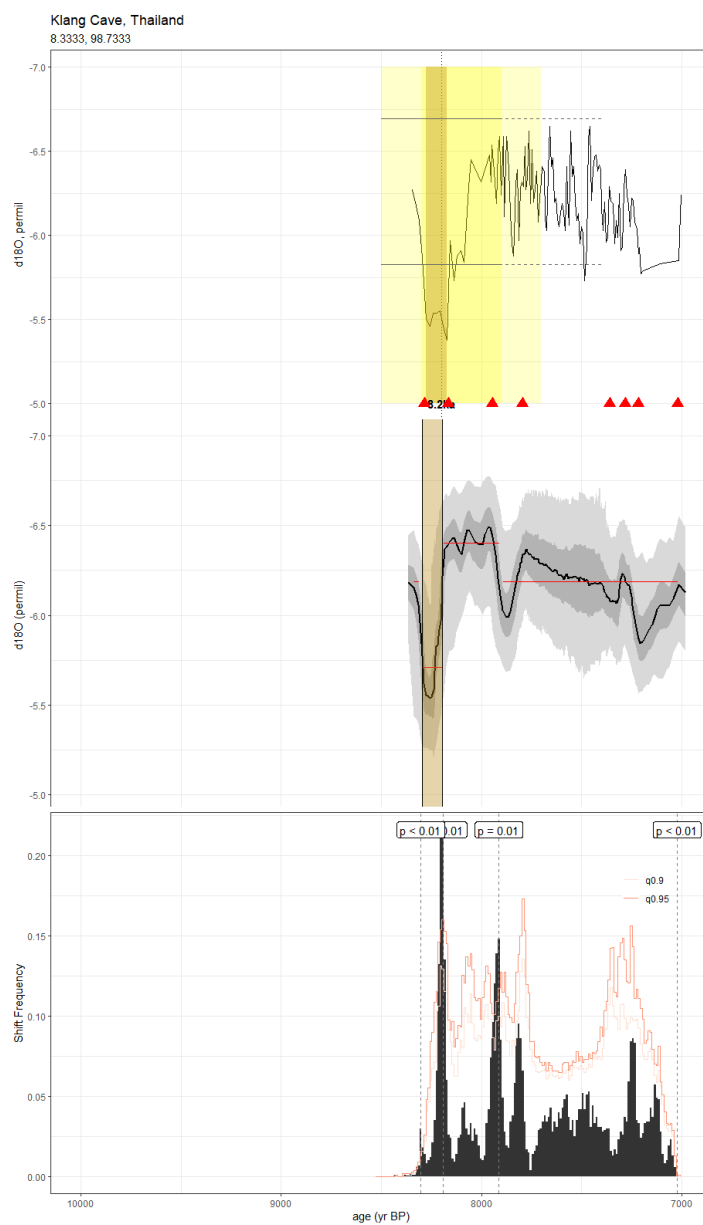 Klang Cave, Thailand
8.3333, 98.7333
-7.0
-6.5
-6.0
-5.5
-5.0
d18O, permil
8.2ka
-7.0
-6.5
-6.0
-5.5
-5.0
d18O (permil)
p < 0.01
0.01
p = 0.01
p < 0.01
q0.9
q0.95
0.20
0.15
0.10
0.05
0.00
Shift Frequency
10000
9000
8000
7000
age (yr BP)